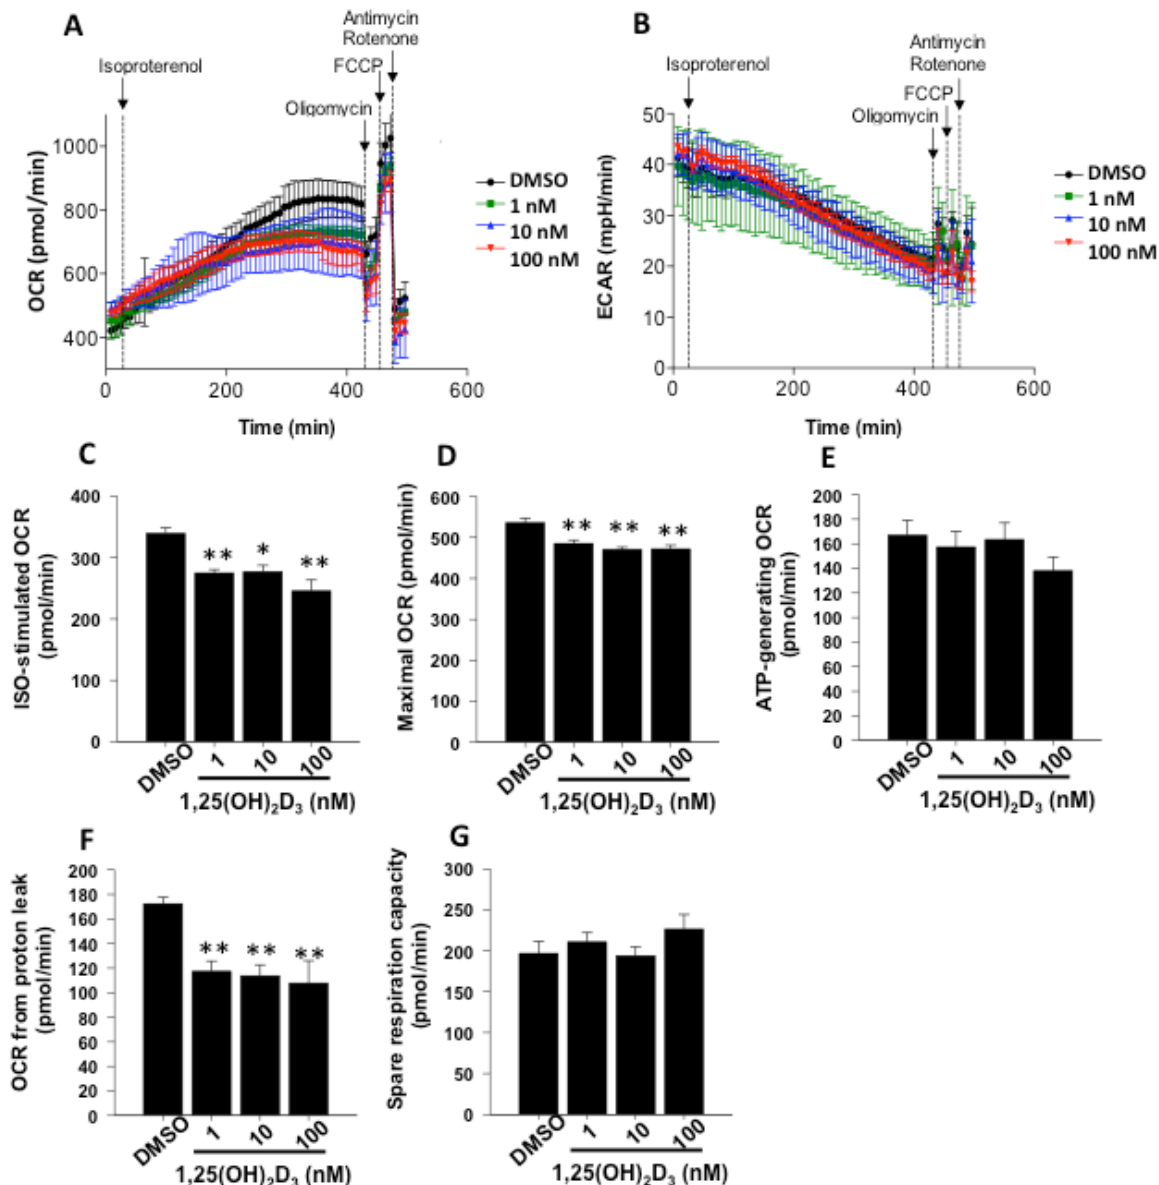 A
Isoproterenol
Antimycin
Rotenone
FCCP
Oligomycin
OCR (pmol/min)
1000
800
600
400
0
200
400
600
Time (min)
DMSO
1 nM
10 nM
100 nM
B
Isoproterenol
Antimycin
Rotenone
FCCP
Oligomycin
ECAR (mpH/min)
50
40
30
20
10
0
0
200
400
600
Time (min)
DMSO
1 nM
10 nM
100 nM
C
ISO-stimulated OCR
(pmol/min)
400
300
200
100
0
**
*
**
DMSO
1
10
100
1,25(OH)₂D₃ (nM)
D
Maximal OCR (pmol/min)
600
500
400
300
200
100
0
**
**
**
DMSO
1
10
100
1,25(OH)₂D₃ (nM)
E
ATP-generating OCR
(pmol/min)
200
180
160
140
120
100
80
60
40
20
0
DMSO
1
10
100
1,25(OH)₂D₃ (nM)
F
OCR from proton leak
(pmol/min)
200
180
160
140
120
100
80
60
40
20
0
**
**
**
DMSO
1
10
100
1,25(OH)₂D₃ (nM)
G
Spare respiration capacity
(pmol/min)
300
250
200
150
100
50
0
DMSO
1
10
100
1,25(OH)₂D₃ (nM)